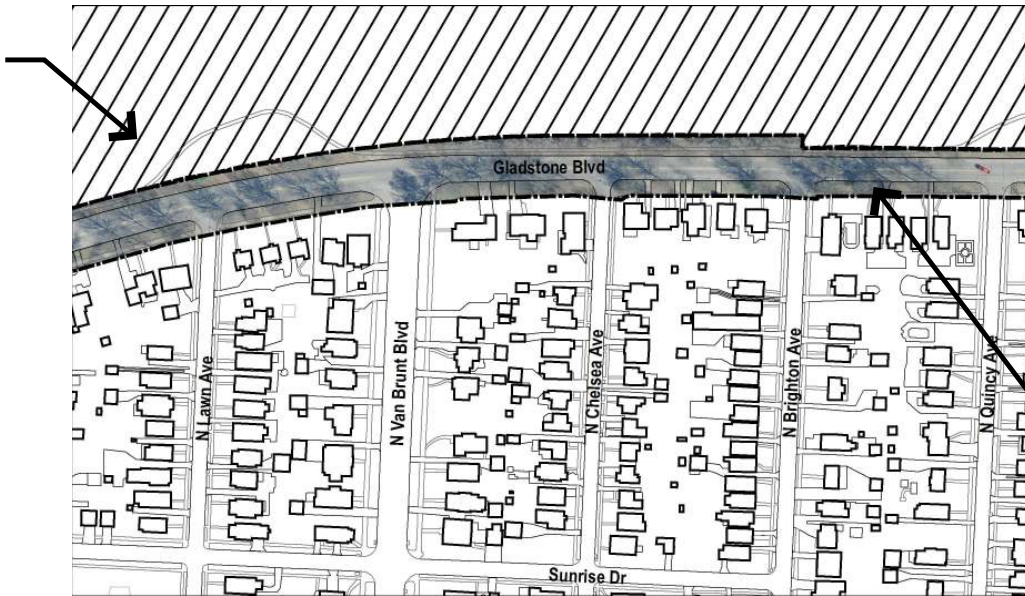 Gladstone Blvd
N Lawn Ave
N Van Brunt Blvd
N Chelsea Ave
N Brighton Ave
N Quincy Ave
Sunrise Dr